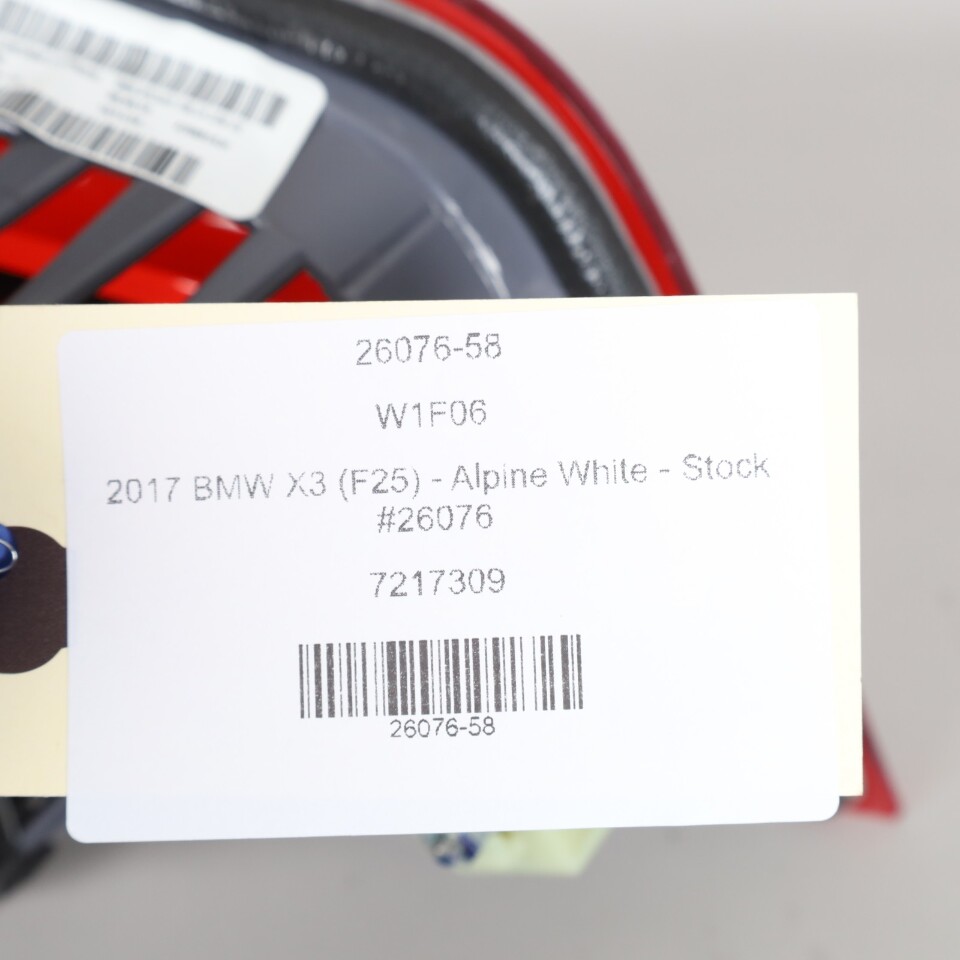 26076-58
W1F06
2017 BMW X3 (F25) - Alpine White - Stock
#26076
7217309
26076-58